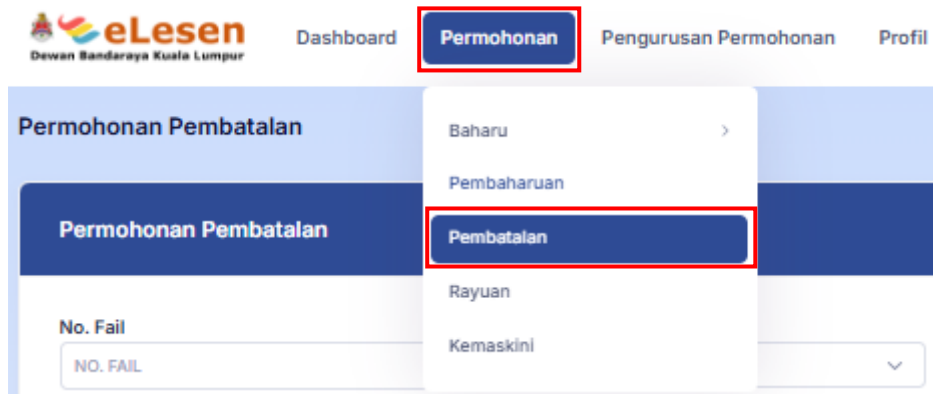 eLesen
Dewan Bandaraya Kuala Lumpur
Dashboard Permohonan Pengurusan Permohonan Profil
Permohonan Pembatalan
Baharu
Pembaharuan
Permohonan Pembatalan
Pembatalan
Rayuan
No. Fail
Kemaskini
NO. FAIL